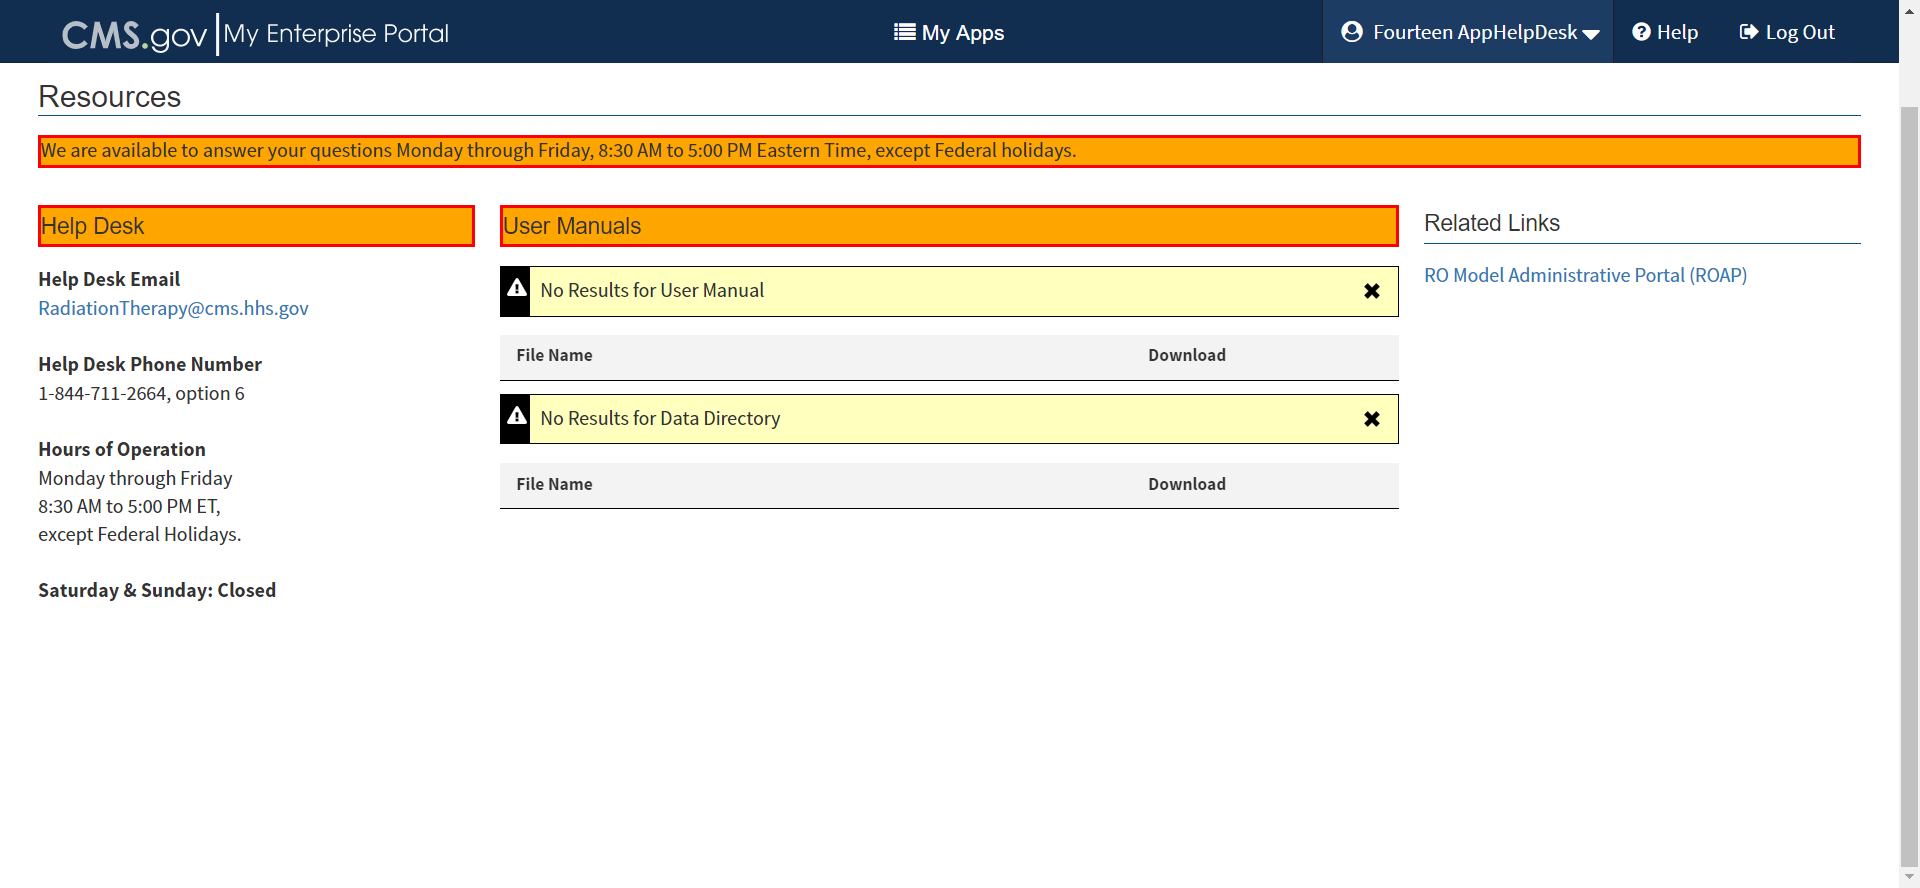 CMS.gov My Enterprise Portal
My Apps
Fourteen AppHelpDesk
Help
Log Out
Resources
We are available to answer your questions Monday through Friday, 8:30 AM to 5:00 PM Eastern Time, except Federal holidays.
Help Desk
Help Desk Email
RadiationTherapy@cms.hhs.gov
Help Desk Phone Number
1-844-711-2664, option 6
Hours of Operation
Monday through Friday
8:30 AM to 5:00 PM ET,
except Federal Holidays.
Saturday & Sunday: Closed
User Manuals
No Results for User Manual
File Name Download
No Results for Data Directory
File Name Download
Related Links
RO Model Administrative Portal (ROAP)